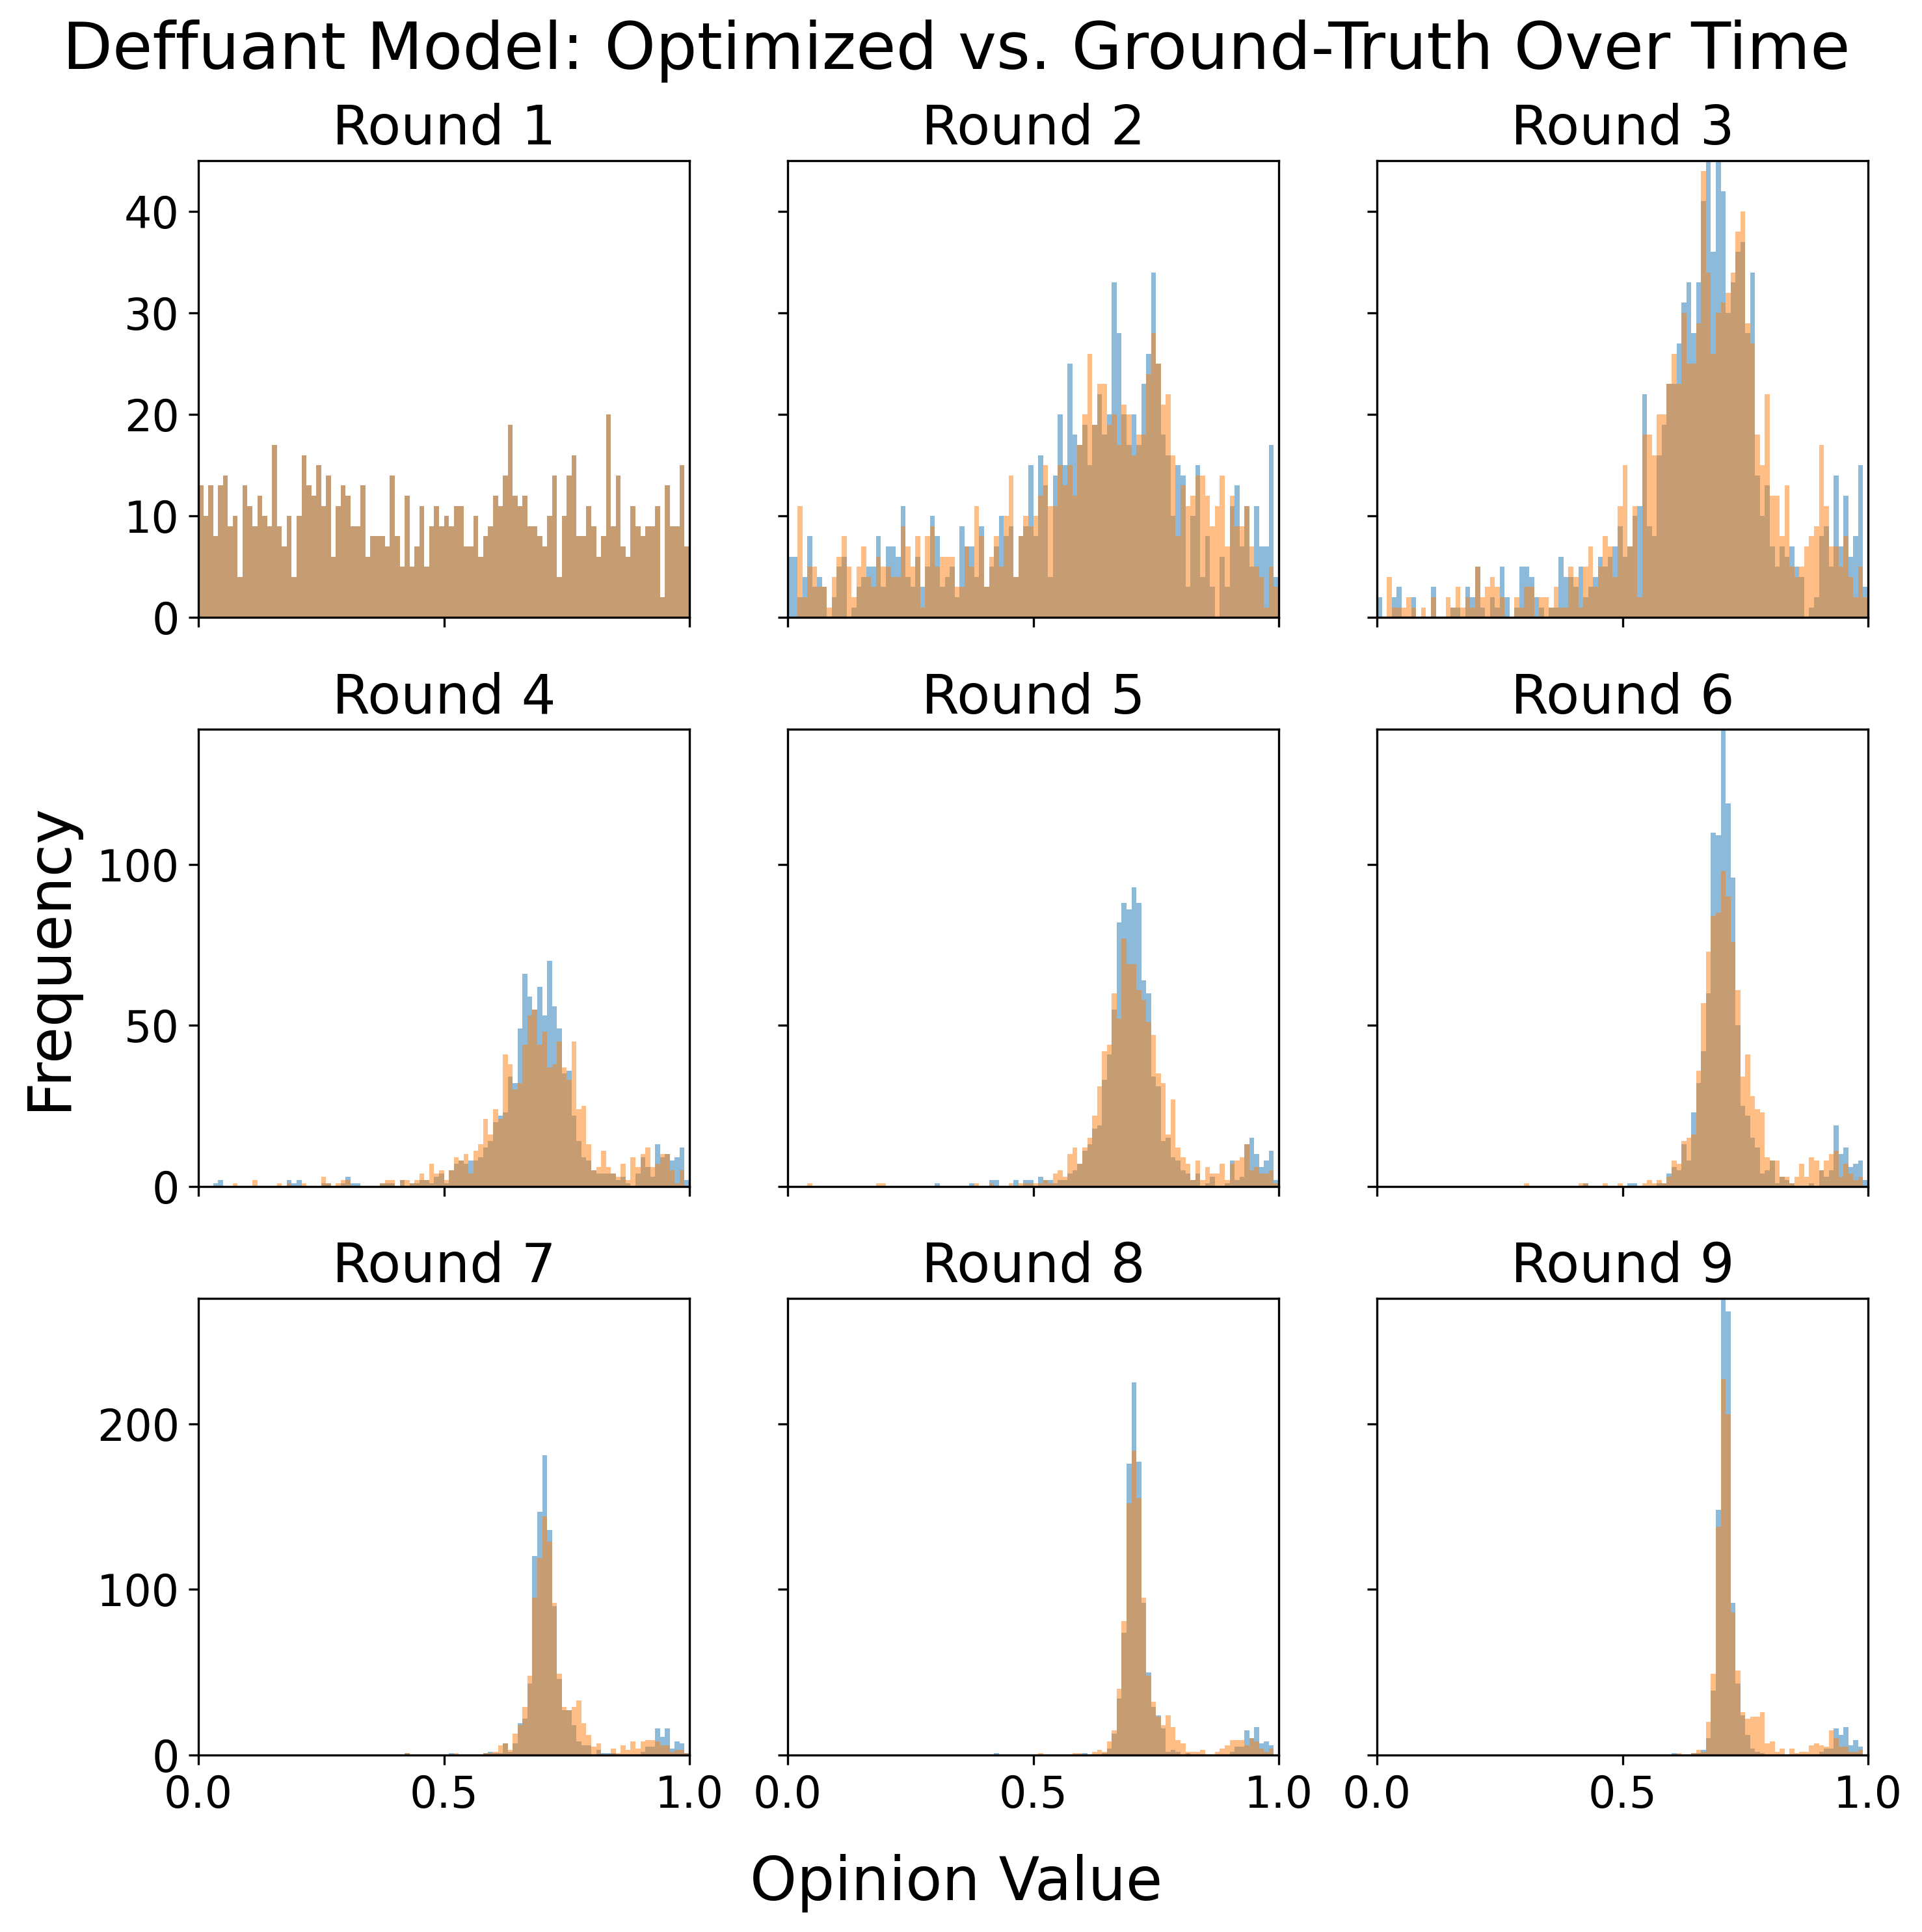 Deffuant Model: Optimized vs. Ground-Truth Over Time
Round 1
Round 2
Round 3
40
30
20
10
0
Round 4
Round 5
Round 6
Frequency
100
50
0
Round 7
Round 8
Round 9
200
100
0
0.0 0.5 1.0 0.0 0.5 1.0 0.0 0.5 1.0
Opinion Value